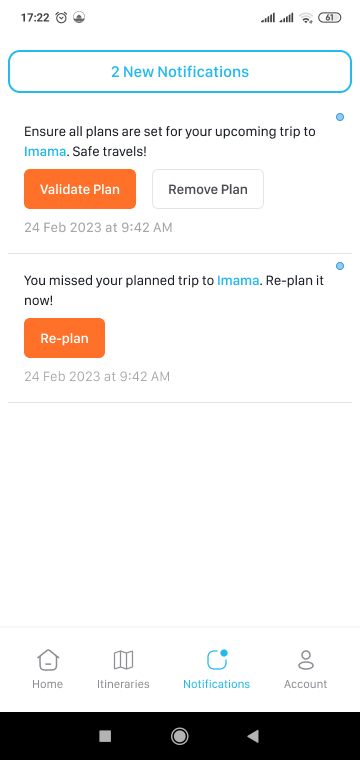 17:22
61
2 New Notifications
Ensure all plans are set for your upcoming trip to
Imama. Safe travels!
Validate Plan
Remove Plan
24 Feb 2023 at 9:42 AM
You missed your planned trip to Imama. Re-plan it
now!
Re-plan
24 Feb 2023 at 9:42 AM
Home
Itineraries
Notifications
Account